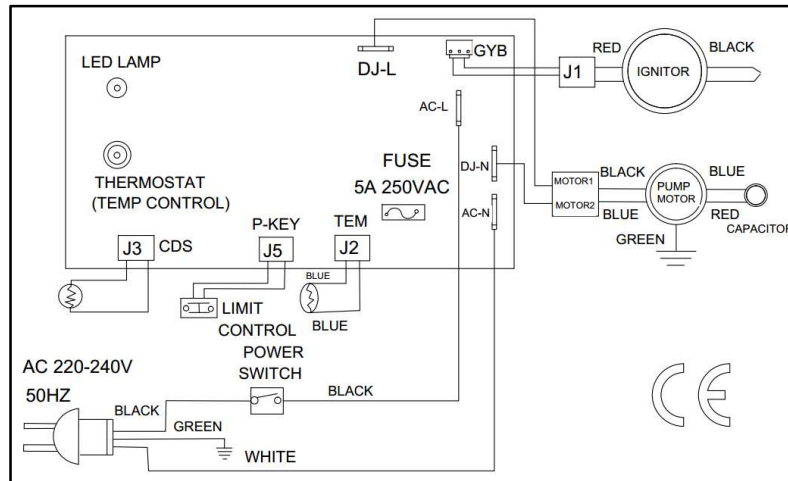 LED LAMP
DJ-L
GYB
RED
BLACK
J1
IGNITOR
AC-L
THERMOSTAT
(TEMP CONTROL)
FUSE
5A 250VAC
DJ-N
AC-N
MOTOR1
MOTOR2
BLACK
BLUE
PUMP
MOTOR
BLUE
RED
CAPACITOR
GREEN
J3
CDS
P-KEY
J5
TEM
J2
BLUE
BLUE
LIMIT
CONTROL
POWER
SWITCH
AC 220-240V
50HZ
BLACK
BLACK
GREEN
WHITE
CE